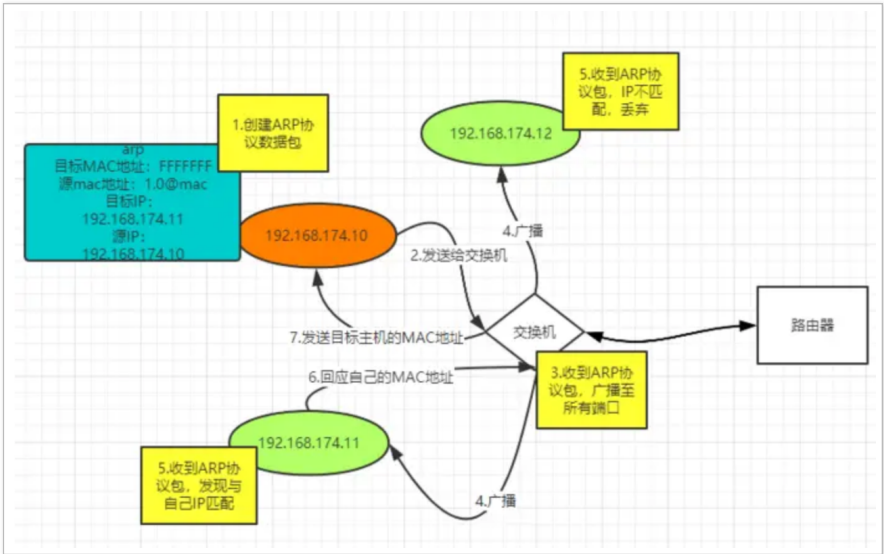 5.收到ARP协
议包，IP不匹
配，丢弃
1.创建ARP协
议数据包
192.168.174.12
arp
目标MAC地址：FFFFFFF
源mac地址：1.0@mac
目标IP：
192.168.174.11
源IP：
192.168.174.10
192.168.174.10
4.广播
2.发送给交换机
7.发送目标主机的MAC地址
交换机
路由器
6.回应自己的MAC地址
3.收到ARP协
议包，广播至
所有端口
192.168.174.11
5.收到ARP协
议包，发现与
自己IP匹配
4.广播